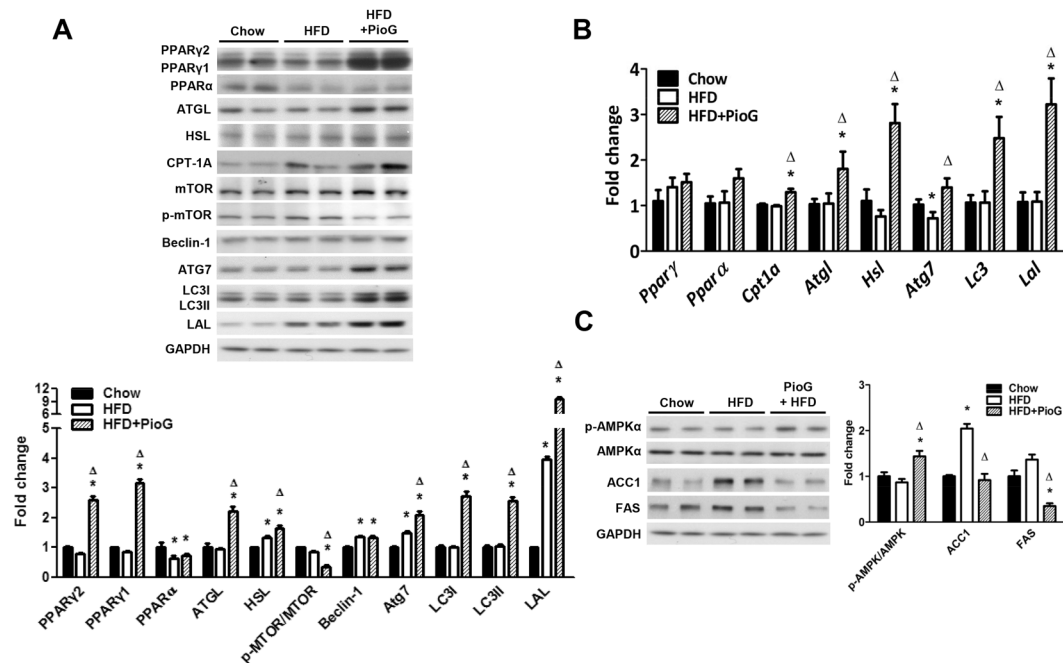 A
Chow HFD HFD
+PioG
PPARγ2
PPARγ1
PPARα
ATGL
HSL
CPT-1A
mTOR
p-mTOR
Beclin-1
ATG7
LC3I
LC3II
LAL
GAPDH
Fold change
12
9
6
4
3
2
1
0
Chow
HFD
HFD+PioG
Δ
*
Δ
*
* *
Δ
*
*
Δ
*
Δ
*
* *
*
Δ
*
Δ
*
Δ
*
*
Δ
*
PPARγ2 PPARγ1 PPARα ATGL HSL p-MTOR/MTOR Beclin-1 Atg7 LC3I LC3II LAL
B
Fold change
4
3
2
1
0
Chow
HFD
HFD+PioG
Δ
*
Δ
*
Δ
*
*
Δ
Δ
*
Δ
*
Pparγ Pparα Cpt1a Atgl Hsl Atg7 Lc3 Lal
C
Chow HFD PioG
+ HFD
p-AMPKα
AMPKα
ACC1
FAS
GAPDH
Fold change
3
2
1
0
Chow
HFD
HFD+PioG
Δ
*
*
Δ
Δ
*
p-AMPK/AMPK ACC1 FAS